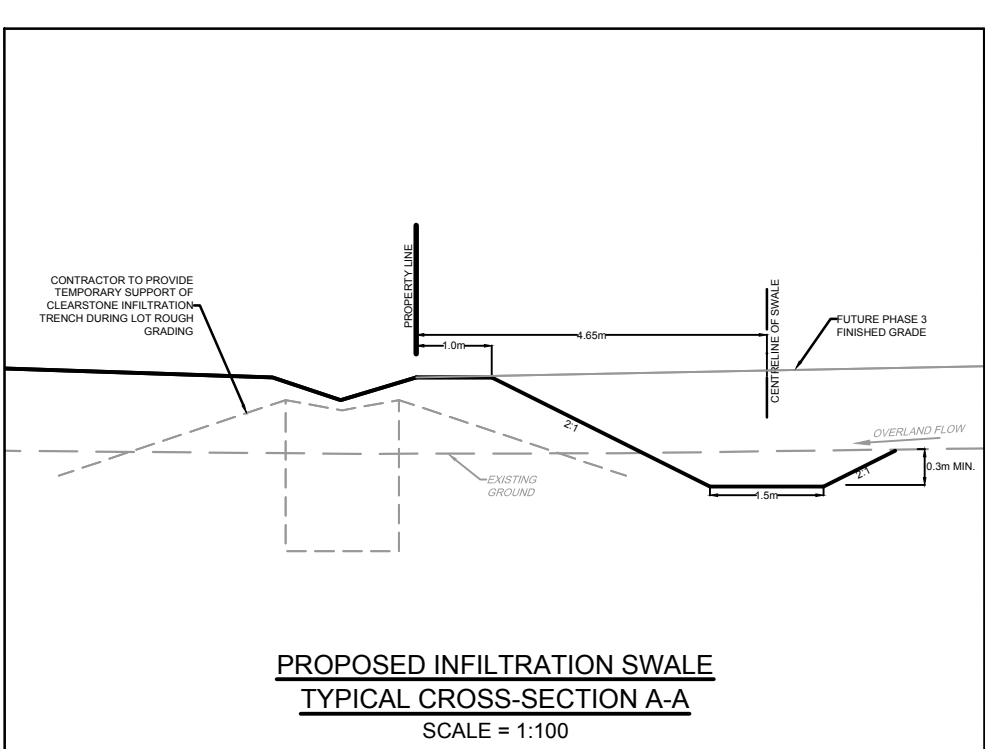 CONTRACTOR TO PROVIDE
TEMPORARY SUPPORT OF
CLEARSTONE INFILTRATION
TRENCH DURING LOT ROUGH
GRADING
PROPERTY LINE
4.65m
1.0m
CENTRELINE OF SWALE
FUTURE PHASE 3
FINISHED GRADE
2:1
OVERLAND FLOW
0.3m MIN.
2:1
EXISTING
GROUND
1.5m
PROPOSED INFILTRATION SWALE
TYPICAL CROSS-SECTION A-A
SCALE = 1:100